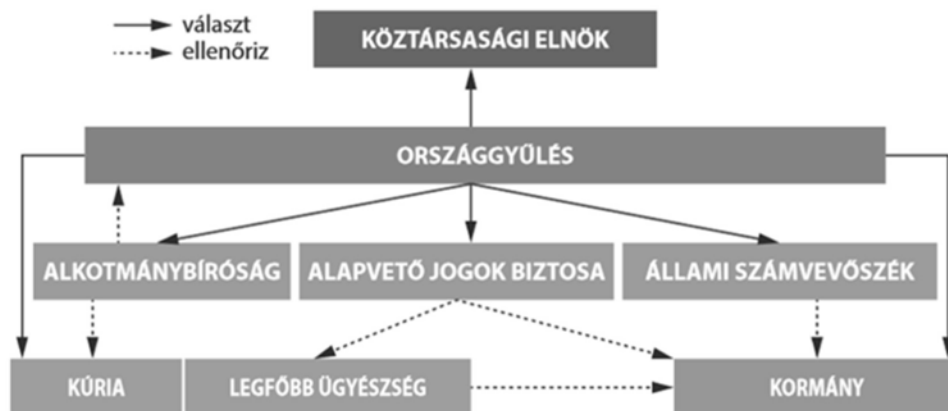 választ
ellenőriz
KÖZTÁRSASÁGI ELNÖK
ORSZÁGGYŰLÉS
ALKOTMÁNYBÍRÓSÁG
ALAPVETŐ JOGOK BIZTOSA
ÁLLAMI SZÁMVEVŐSZÉK
KÚRIA
LEGFŐBB ÜGYÉSZSÉG
KORMÁNY